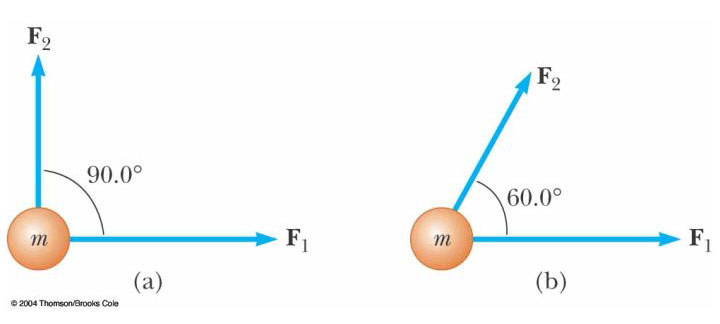 F₂
90.0°
m
F₁
(a)
F₂
60.0°
m
F₁
(b)
© 2004 Thomson/Brooks Cole